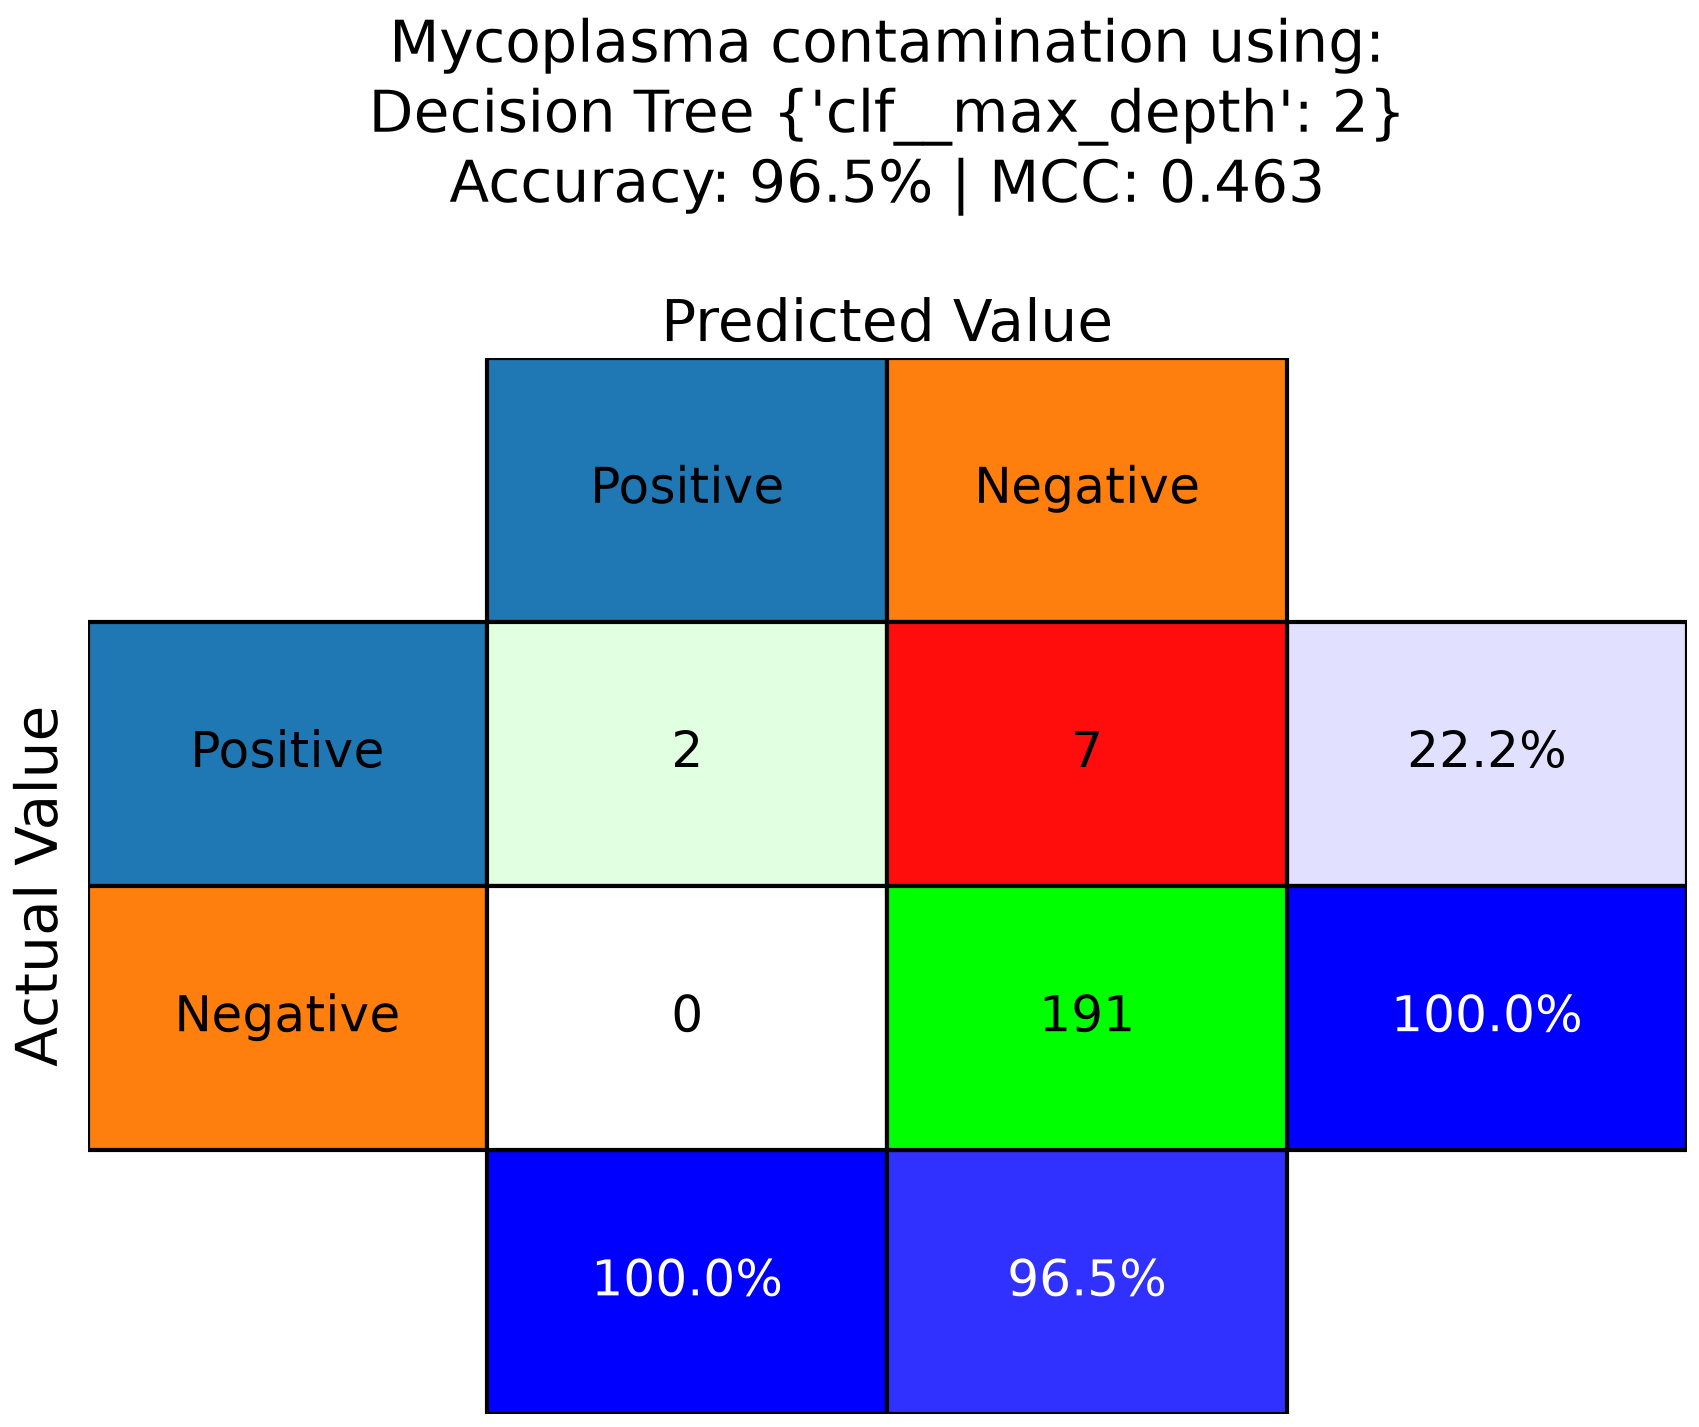 Mycoplasma contamination using:
Decision Tree {'clf__max_depth': 2}
Accuracy: 96.5% | MCC: 0.463
Predicted Value
Positive Negative
Actual Value
Positive 2 7 22.2%
Negative 0 191 100.0%
100.0% 96.5%